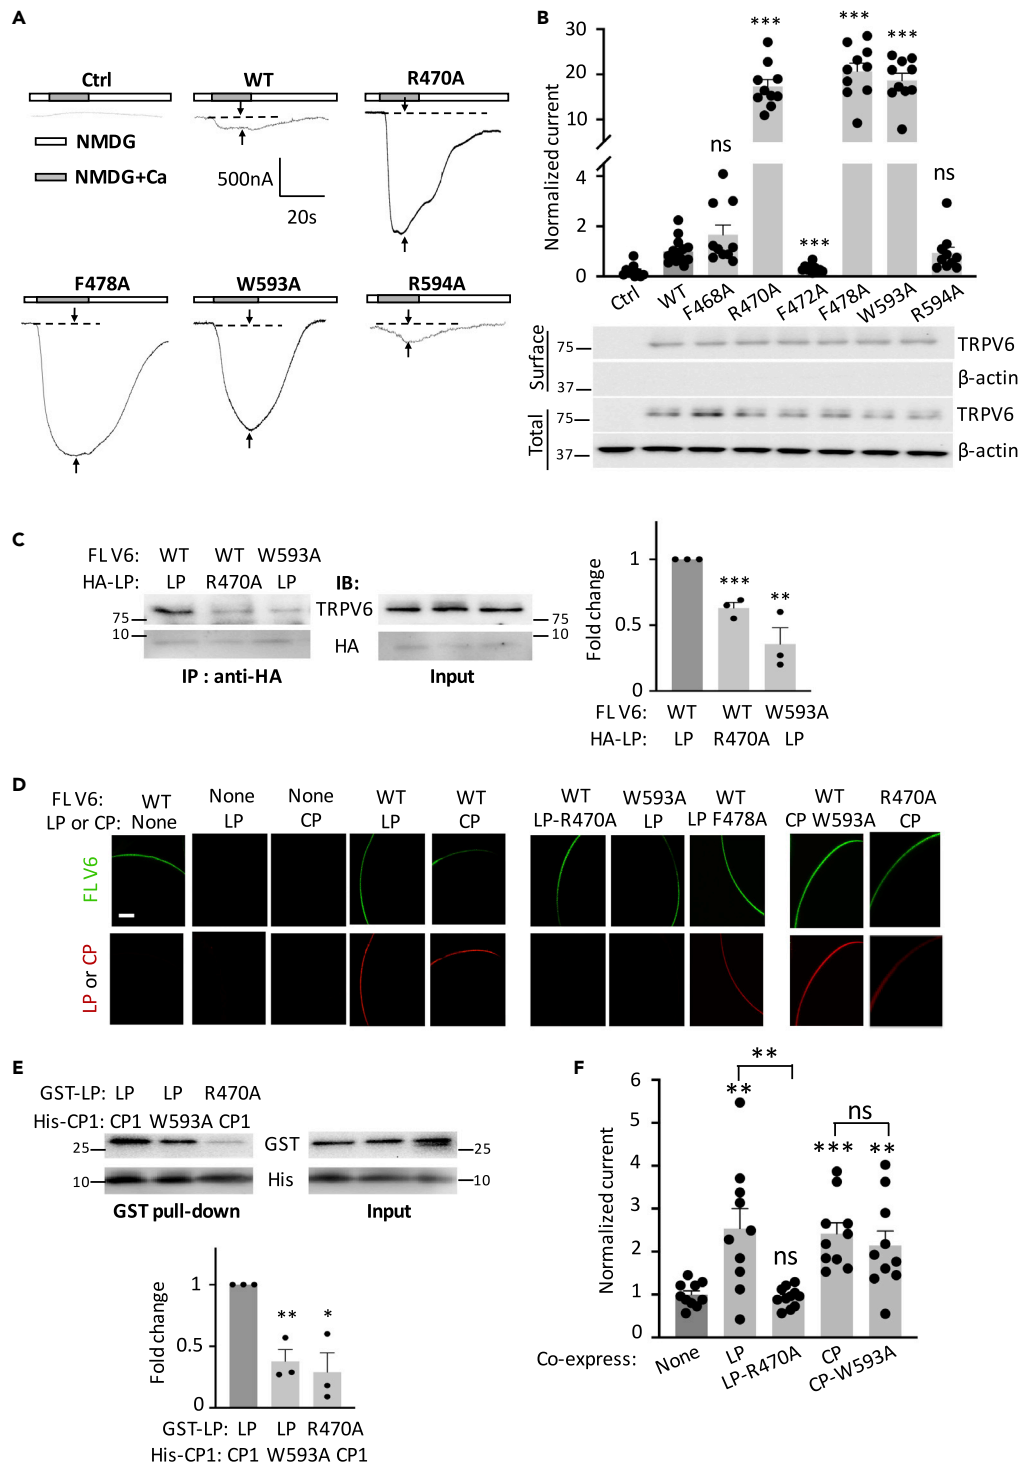 A
Ctrl
WT
R470A
NMDG
NMDG+Ca
500nA
20s
F478A
W593A
R594A
B
Normalized current
30
20
10
4
2
0
*** *** ***
ns *** ns
Ctrl WT F468A R470A F472A F478A W593A R594A
Surface
75 TRPV6
37 β-actin
Total
75 TRPV6
37 β-actin
C
FL V6: WT WT W593A
HA-LP: LP R470A LP IB:
75 TRPV6 75
10 HA 10
IP : anti-HA Input
Fold change
1
0.5
0
*** **
FL V6: WT WT W593A
HA-LP: LP R470A LP
D
FL V6: WT None None WT WT WT W593A WT WT R470A
LP or CP: None LP CP LP CP LP-R470A LP LP F478A CP W593A CP
FL V6
LP or CP
E
GST-LP: LP LP R470A
His-CP1: CP1 W593A CP1
25 GST 25
10 His 10
GST pull-down Input
Fold change
1
0.5
0
** *
GST-LP: LP LP R470A
His-CP1: CP1 W593A CP1
F
Normalized current
6
5
4
3
2
1
0
**
** ns *** ns **
Co-express: None LP LP-R470A CP CP-W593A